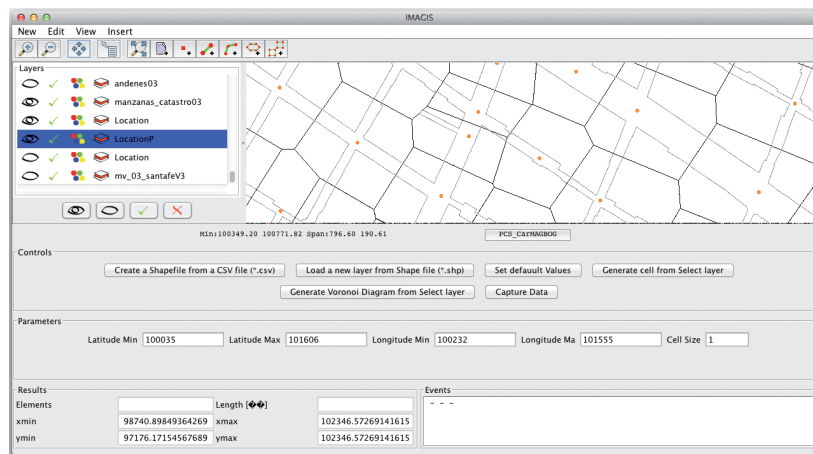 IMAGIS
New Edit View Insert
Layers
andenes03
manzanas_catastro03
Location
LocationP
Location
mv_03_santafeV3
Min:100349.20 100771.82 Span:796.60 190.61 PCS_CarMAGBOG
Controls
Create a Shapefile from a CSV file (*.csv) Load a new layer from Shape file (*.shp) Set defauult Values Generate cell from Select layer
Generate Voronoi Diagram from Select layer Capture Data
Parameters
Latitude Min 100035 Latitude Max 101606 Longitude Min 100232 Longitude Ma 101555 Cell Size 1
Results Events
Elements Length [��] - - -
xmin 98740.89849364269 xmax 102346.57269141615
ymin 97176.17154567689 ymax 102346.57269141615